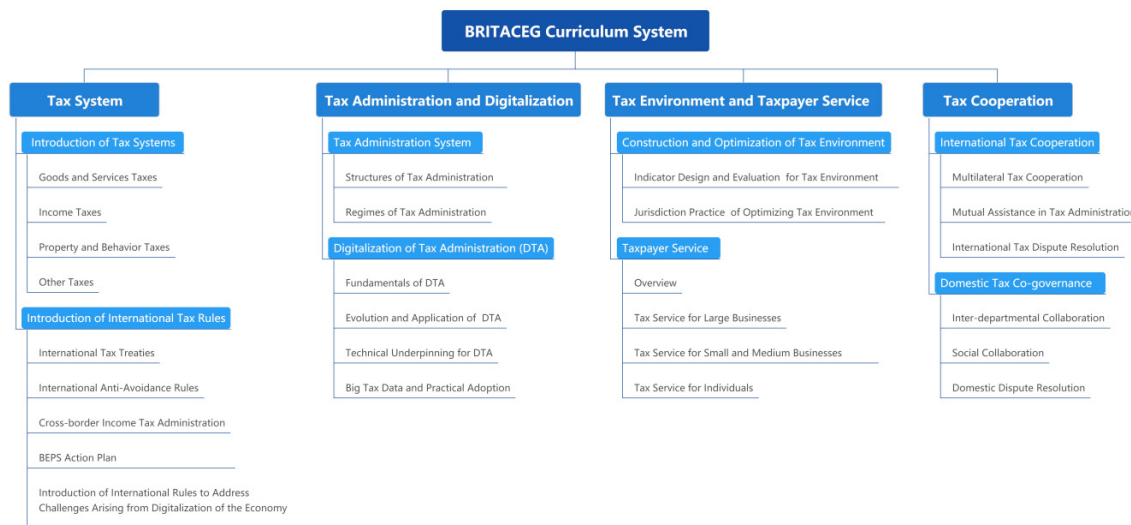 BRITACEG Curriculum System
Tax System
Introduction of Tax Systems
Goods and Services Taxes
Income Taxes
Property and Behavior Taxes
Other Taxes
Introduction of International Tax Rules
International Tax Treaties
International Anti-Avoidance Rules
Cross-border Income Tax Administration
BEPS Action Plan
Introduction of International Rules to Address
Challenges Arising from Digitalization of the Economy
Tax Administration and Digitalization
Tax Administration System
Structures of Tax Administration
Regimes of Tax Administration
Digitalization of Tax Administration (DTA)
Fundamentals of DTA
Evolution and Application of DTA
Technical Underpinning for DTA
Big Tax Data and Practical Adoption
Tax Environment and Taxpayer Service
Construction and Optimization of Tax Environment
Indicator Design and Evaluation for Tax Environment
Jurisdiction Practice of Optimizing Tax Environment
Taxpayer Service
Overview
Tax Service for Large Businesses
Tax Service for Small and Medium Businesses
Tax Service for Individuals
Tax Cooperation
International Tax Cooperation
Multilateral Tax Cooperation
Mutual Assistance in Tax Administration
International Tax Dispute Resolution
Domestic Tax Co-governance
Inter-departmental Collaboration
Social Collaboration
Domestic Dispute Resolution